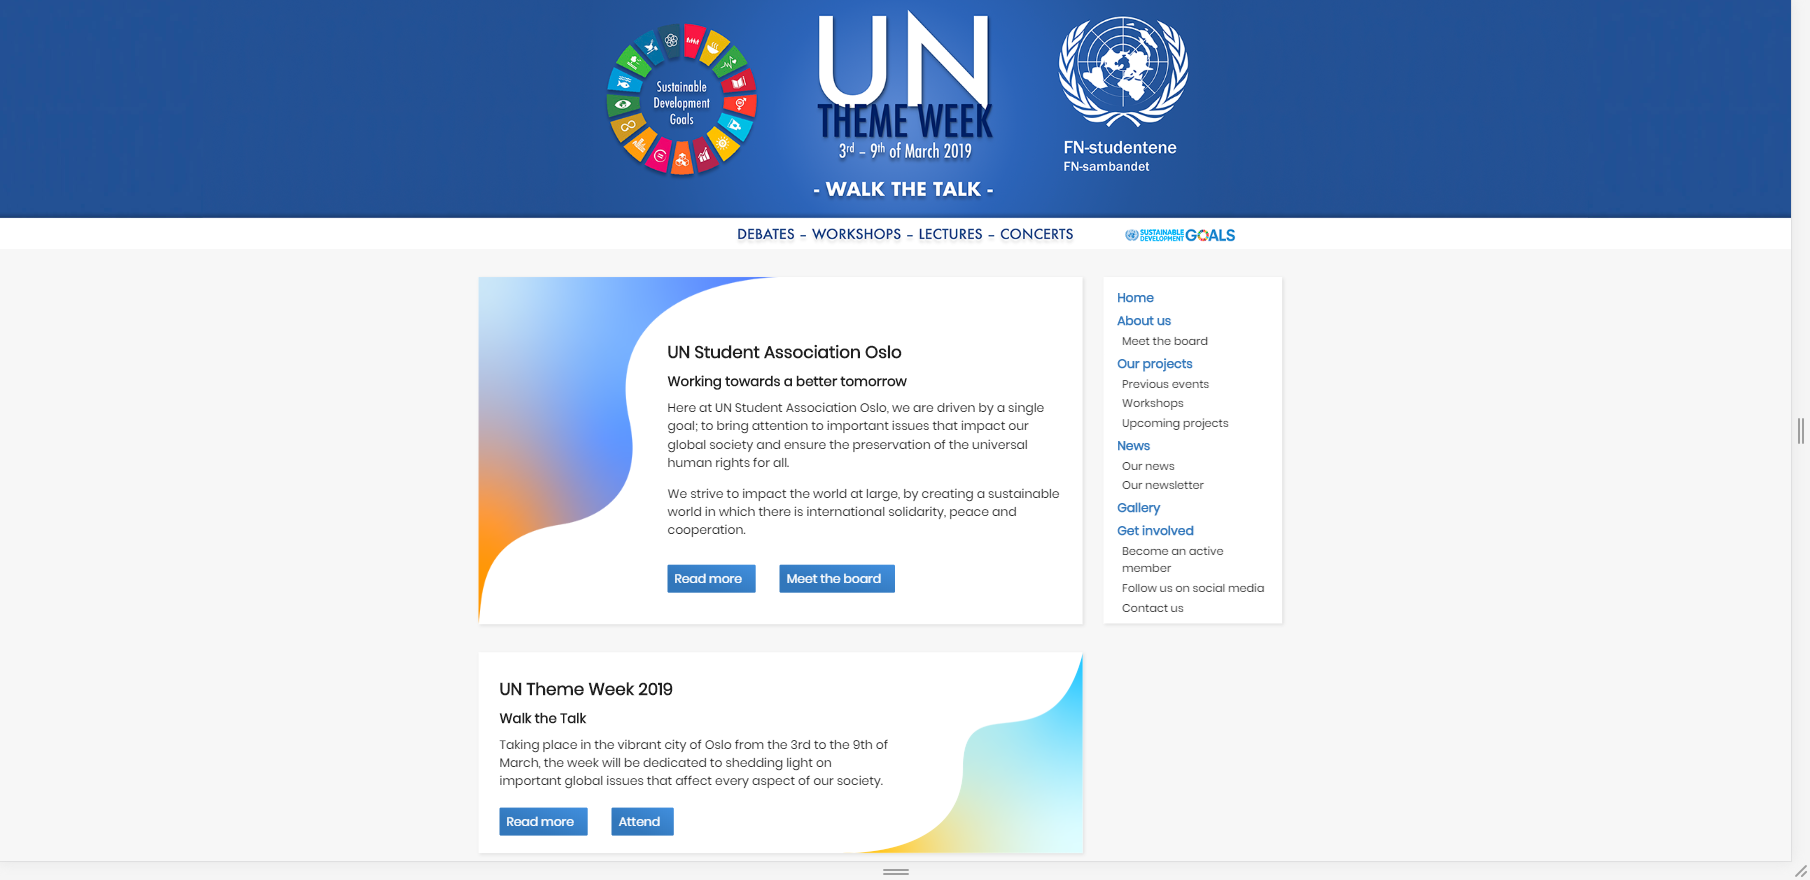 Sustainable
Development
Goals
UN
THEME WEEK
3rd – 9th of March 2019
- WALK THE TALK -
FN-studentene
FN-sambandet
DEBATES – WORKSHOPS – LECTURES – CONCERTS
SUSTAINABLE
DEVELOPMENT
GOALS
UN Student Association Oslo
Working towards a better tomorrow
Here at UN Student Association Oslo, we are driven by a single
goal; to bring attention to important issues that impact our
global society and ensure the preservation of the universal
human rights for all.
We strive to impact the world at large, by creating a sustainable
world in which there is international solidarity, peace and
cooperation.
Read more
Meet the board
Home
About us
Meet the board
Our projects
Previous events
Workshops
Upcoming projects
News
Our news
Our newsletter
Gallery
Get involved
Become an active
member
Follow us on social media
Contact us
UN Theme Week 2019
Walk the Talk
Taking place in the vibrant city of Oslo from the 3rd to the 9th of
March, the week will be dedicated to shedding light on
important global issues that affect every aspect of our society.
Read more
Attend